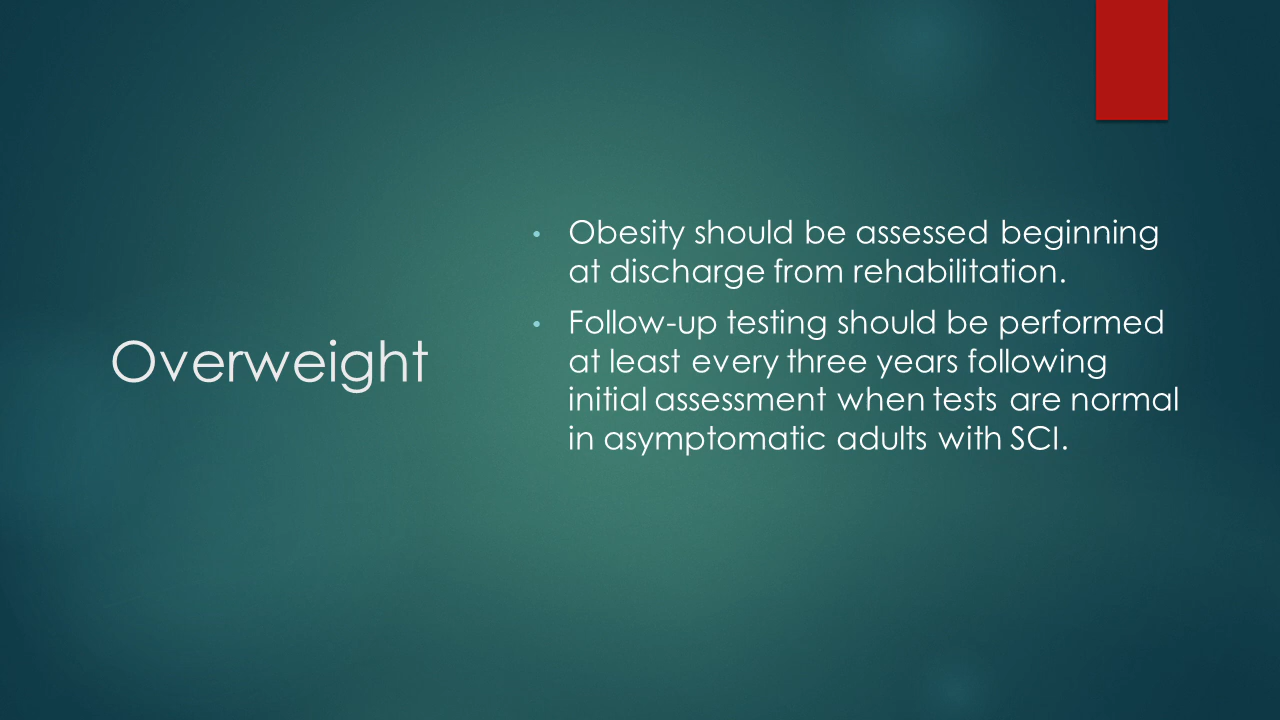 Overweight
• Obesity should be assessed beginning
at discharge from rehabilitation.
• Follow-up testing should be performed
at least every three years following
initial assessment when tests are normal
in asymptomatic adults with SCI.